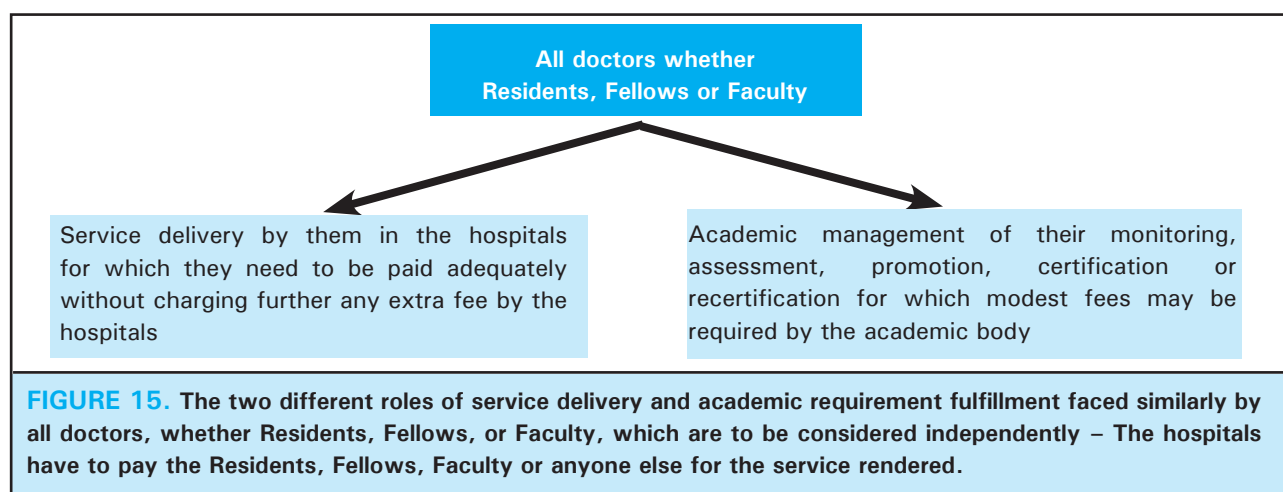 All doctors whether
Residents, Fellows or Faculty
Service delivery by them in the hospitals
for which they need to be paid adequately
without charging further any extra fee by the
hospitals
Academic management of their monitoring,
assessment, promotion, certification or
recertification for which modest fees may be
required by the academic body
FIGURE 15. The two different roles of service delivery and academic requirement fulfillment faced similarly by
all doctors, whether Residents, Fellows, or Faculty, which are to be considered independently – The hospitals
have to pay the Residents, Fellows, Faculty or anyone else for the service rendered.